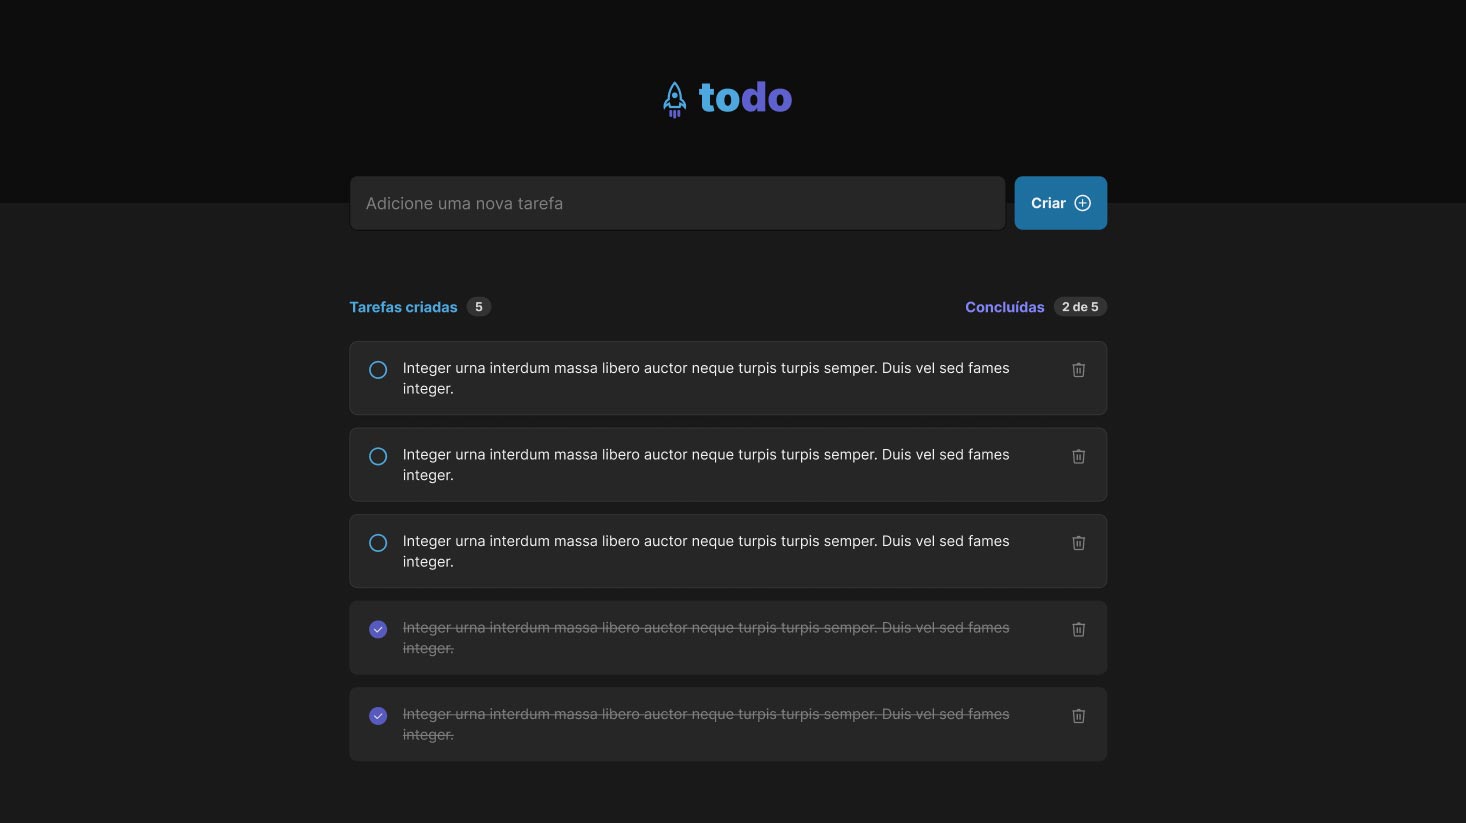 todo
Adicione uma nova tarefa
Criar
Tarefas criadas 5
Concluídas 2 de 5
Integer urna interdum massa libero auctor neque turpis turpis semper. Duis vel sed fames
integer.
Integer urna interdum massa libero auctor neque turpis turpis semper. Duis vel sed fames
integer.
Integer urna interdum massa libero auctor neque turpis turpis semper. Duis vel sed fames
integer.
Integer urna interdum massa libero auctor neque turpis turpis semper. Duis vel sed fames
integer.
Integer urna interdum massa libero auctor neque turpis turpis semper. Duis vel sed fames
integer.